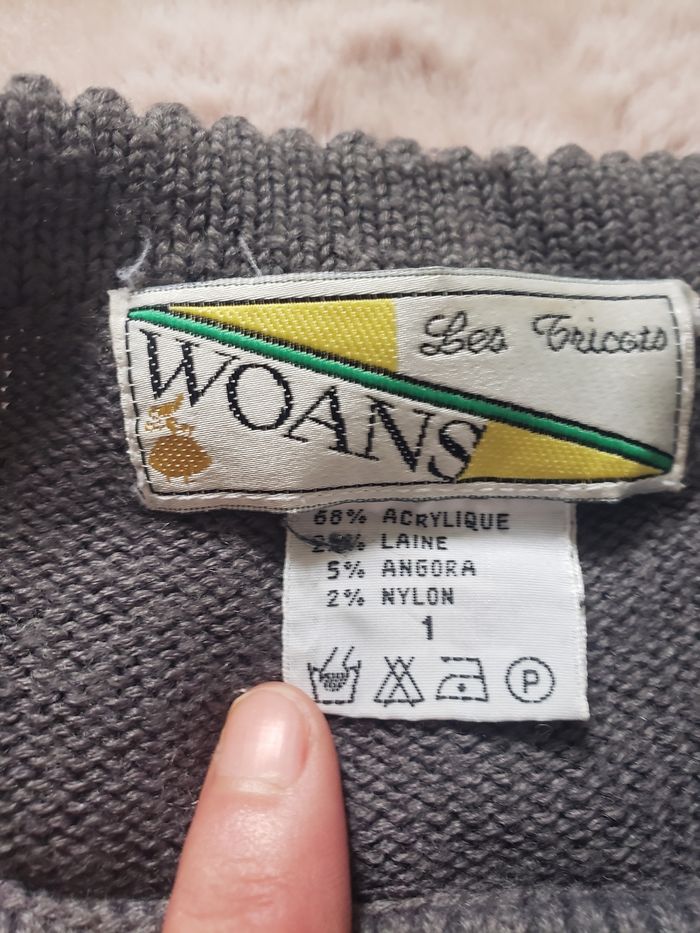 Les Tricots
WOANS
68% ACRYLIQUE
LAINE
5% ANGORA
2% NYLON
1
P